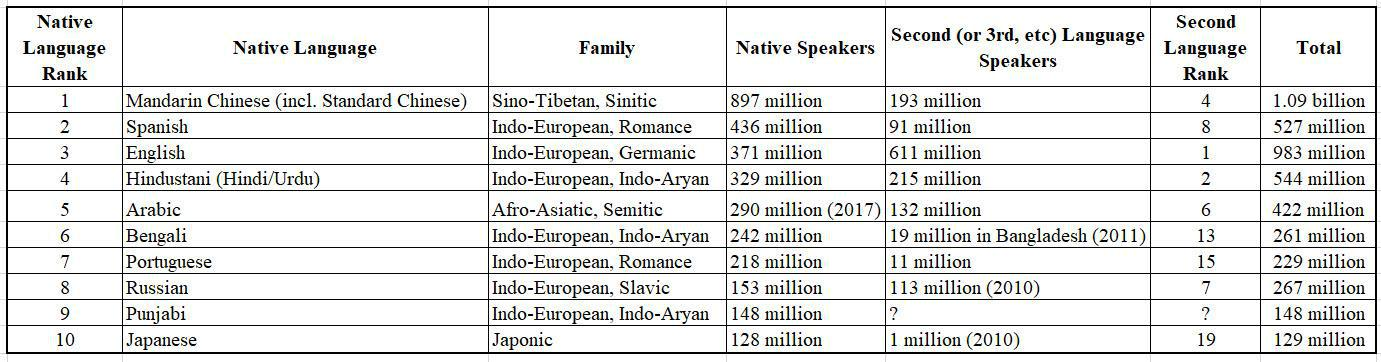 Native Language Rank Native Language Family Native Speakers Second (or 3rd, etc) Language Speakers Second Language Rank Total
1 Mandarin Chinese (incl. Standard Chinese) Sino-Tibetan, Sinitic 897 million 193 million 4 1.09 billion
2 Spanish Indo-European, Romance 436 million 91 million 8 527 million
3 English Indo-European, Germanic 371 million 611 million 1 983 million
4 Hindustani (Hindi/Urdu) Indo-European, Indo-Aryan 329 million 215 million 2 544 million
5 Arabic Afro-Asiatic, Semitic 290 million (2017) 132 million 6 422 million
6 Bengali Indo-European, Indo-Aryan 242 million 19 million in Bangladesh (2011) 13 261 million
7 Portuguese Indo-European, Romance 218 million 11 million 15 229 million
8 Russian Indo-European, Slavic 153 million 113 million (2010) 7 267 million
9 Punjabi Indo-European, Indo-Aryan 148 million ? ? 148 million
10 Japanese Japonic 128 million 1 million (2010) 19 129 million